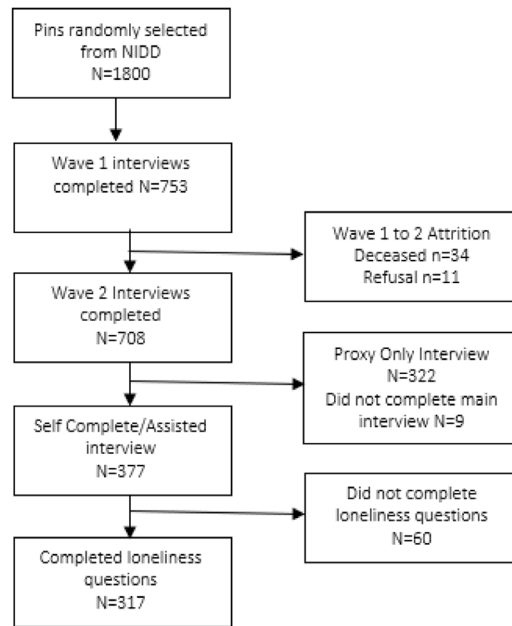 Pins randomly selected
from NIDD
N=1800
Wave 1 interviews
completed N=753
Wave 1 to 2 Attrition
Deceased n=34
Refusal n=11
Wave 2 Interviews
completed
N=708
Proxy Only Interview
N=322
Did not complete main
interview N=9
Self Complete/Assisted
interview
N=377
Did not complete
loneliness questions
N=60
Completed loneliness
questions
N=317